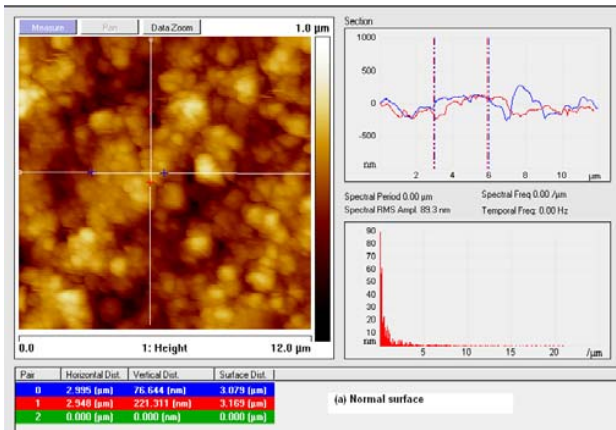 Measure Pan Data Zoom 1.0 µm
0.0 1: Height 12.0 µm
Section
1000
500
0
-500
nm
2 4 6 8 10 µm
Spectral Period 0.00 µm Spectral Freq 0.00 /µm
Spectral RMS Ampl. 89.3 nm Temporal Freq: 0.00 Hz
90
80
70
60
50
40
30
20
10
nm
5 10 15 20 /µm
Pair Horizontal Dist. Vertical Dist. Surface Dist.
0 2.995 (µm) 76.644 (nm) 3.079 (µm)
1 2.948 (µm) 221.311 (nm) 3.169 (µm)
2 0.000 (µm) 0.000 (nm) 0.000 (µm)
(a) Normal surface